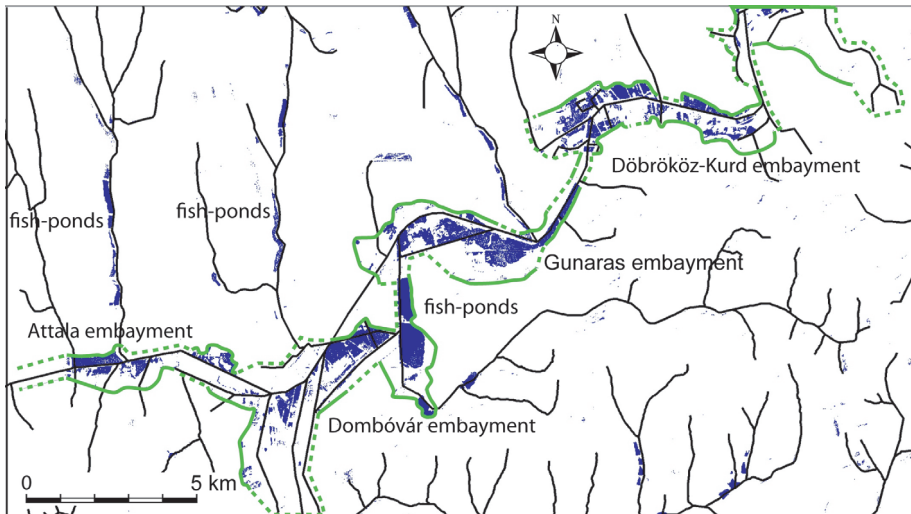 N
Döbrököz-Kurd embayment
fish-ponds
fish-ponds
Gunaras embayment
fish-ponds
Attala embayment
Dombóvár embayment
0
5 km